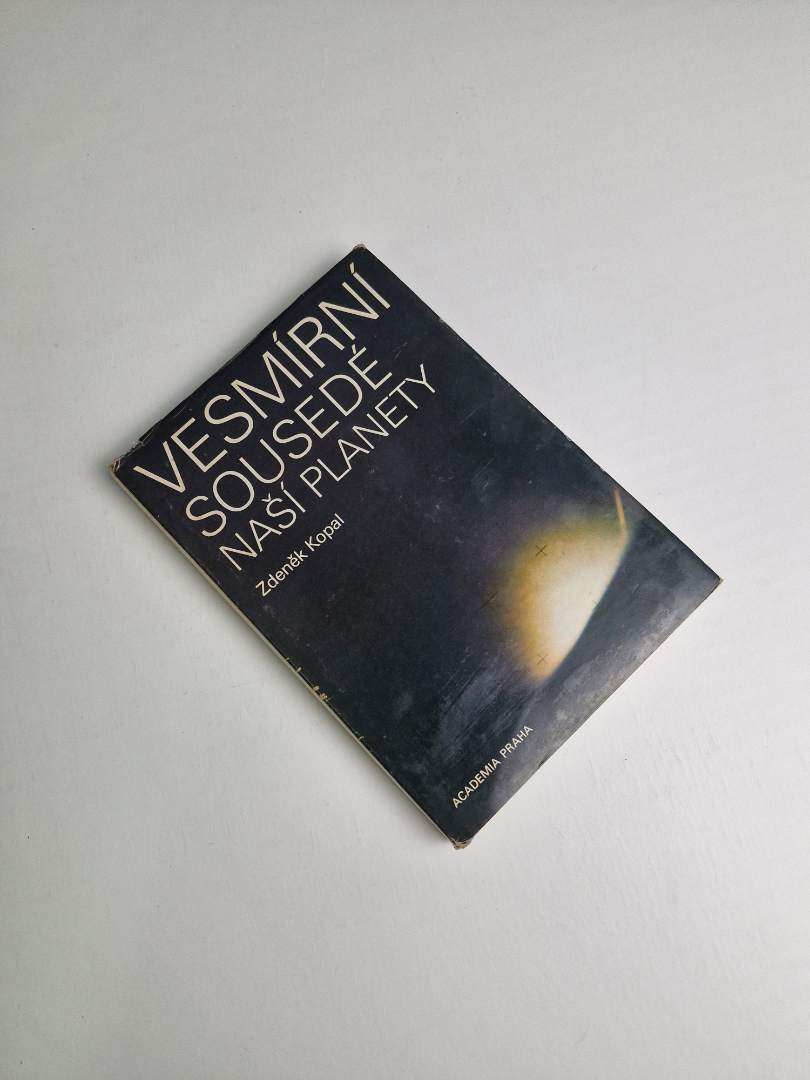 VESMÍRNÍ
SOUSEDÉ
NAŠÍ PLANETY
Zdeněk Kopal
ACADEMIA PRAHA